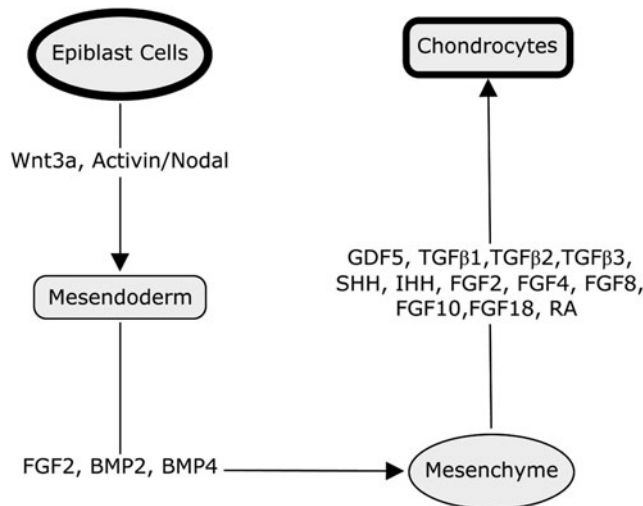 Epiblast Cells
Chondrocytes
Wnt3a, Activin/Nodal
GDF5, TGFβ1,TGFβ2,TGFβ3,
SHH, IHH, FGF2, FGF4, FGF8,
FGF10,FGF18, RA
Mesendoderm
FGF2, BMP2, BMP4
Mesenchyme